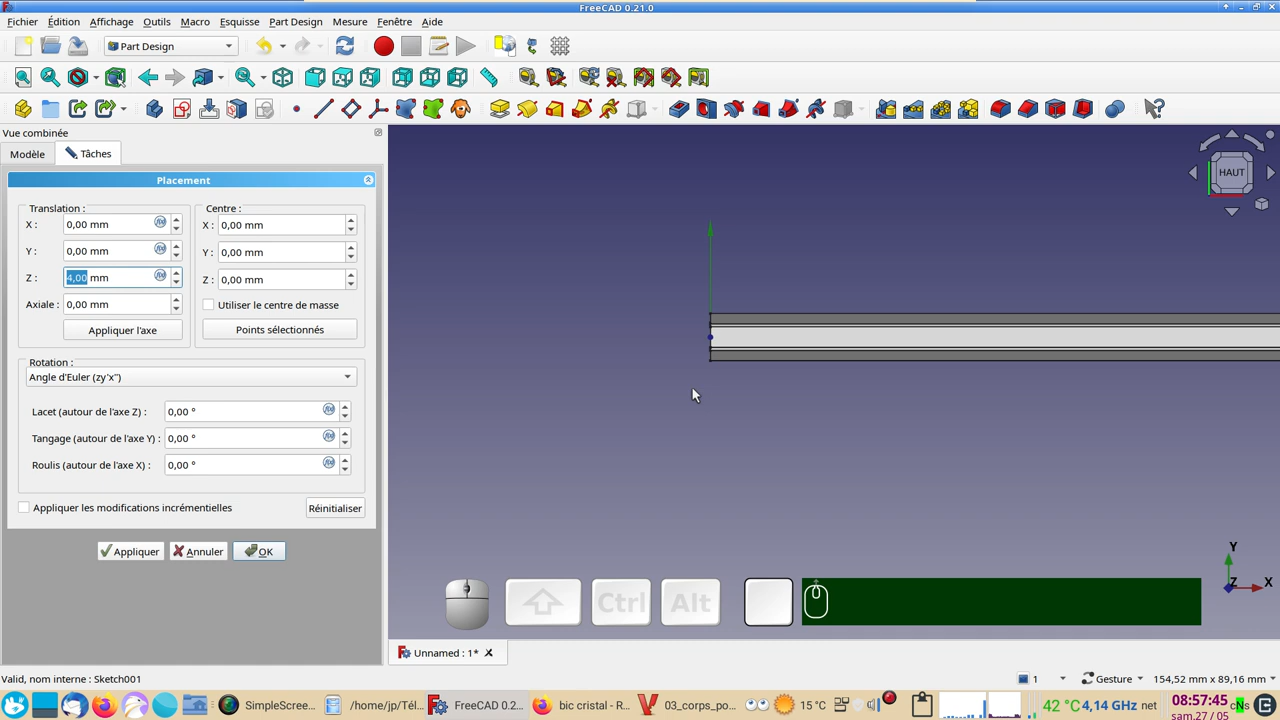 FreeCAD 0.21.0
Fichier Édition Affichage Outils Macro Esquisse Part Design Mesure Fenêtre Aide
Part Design
Vue combinée
Modèle Tâches
Placement
Translation : Centre :
X : 0,00 mm X : 0,00 mm
Y : 0,00 mm Y : 0,00 mm
Z : 4,00 mm Z : 0,00 mm
Axiale : 0,00 mm Utiliser le centre de masse
Appliquer l'axe Points sélectionnés
Rotation :
Angle d'Euler (zy'x'')
Lacet (autour de l'axe Z) : 0,00 °
Tangage (autour de l'axe Y) : 0,00 °
Roulis (autour de l'axe X) : 0,00 °
Appliquer les modifications incrémentielles Réinitialiser
Appliquer Annuler OK
HAUT
Y
Z X
Ctrl Alt
Unnamed : 1*
Valid, nom interne : Sketch001 1 Gesture 154,52 mm x 89,16 mm
SimpleScree... /home/jp/Tél... FreeCAD 0.2... bic cristal - R... 03_corps_po... 15 °C 42 °C 4,14 GHz net 08:57:45
sam.27/05